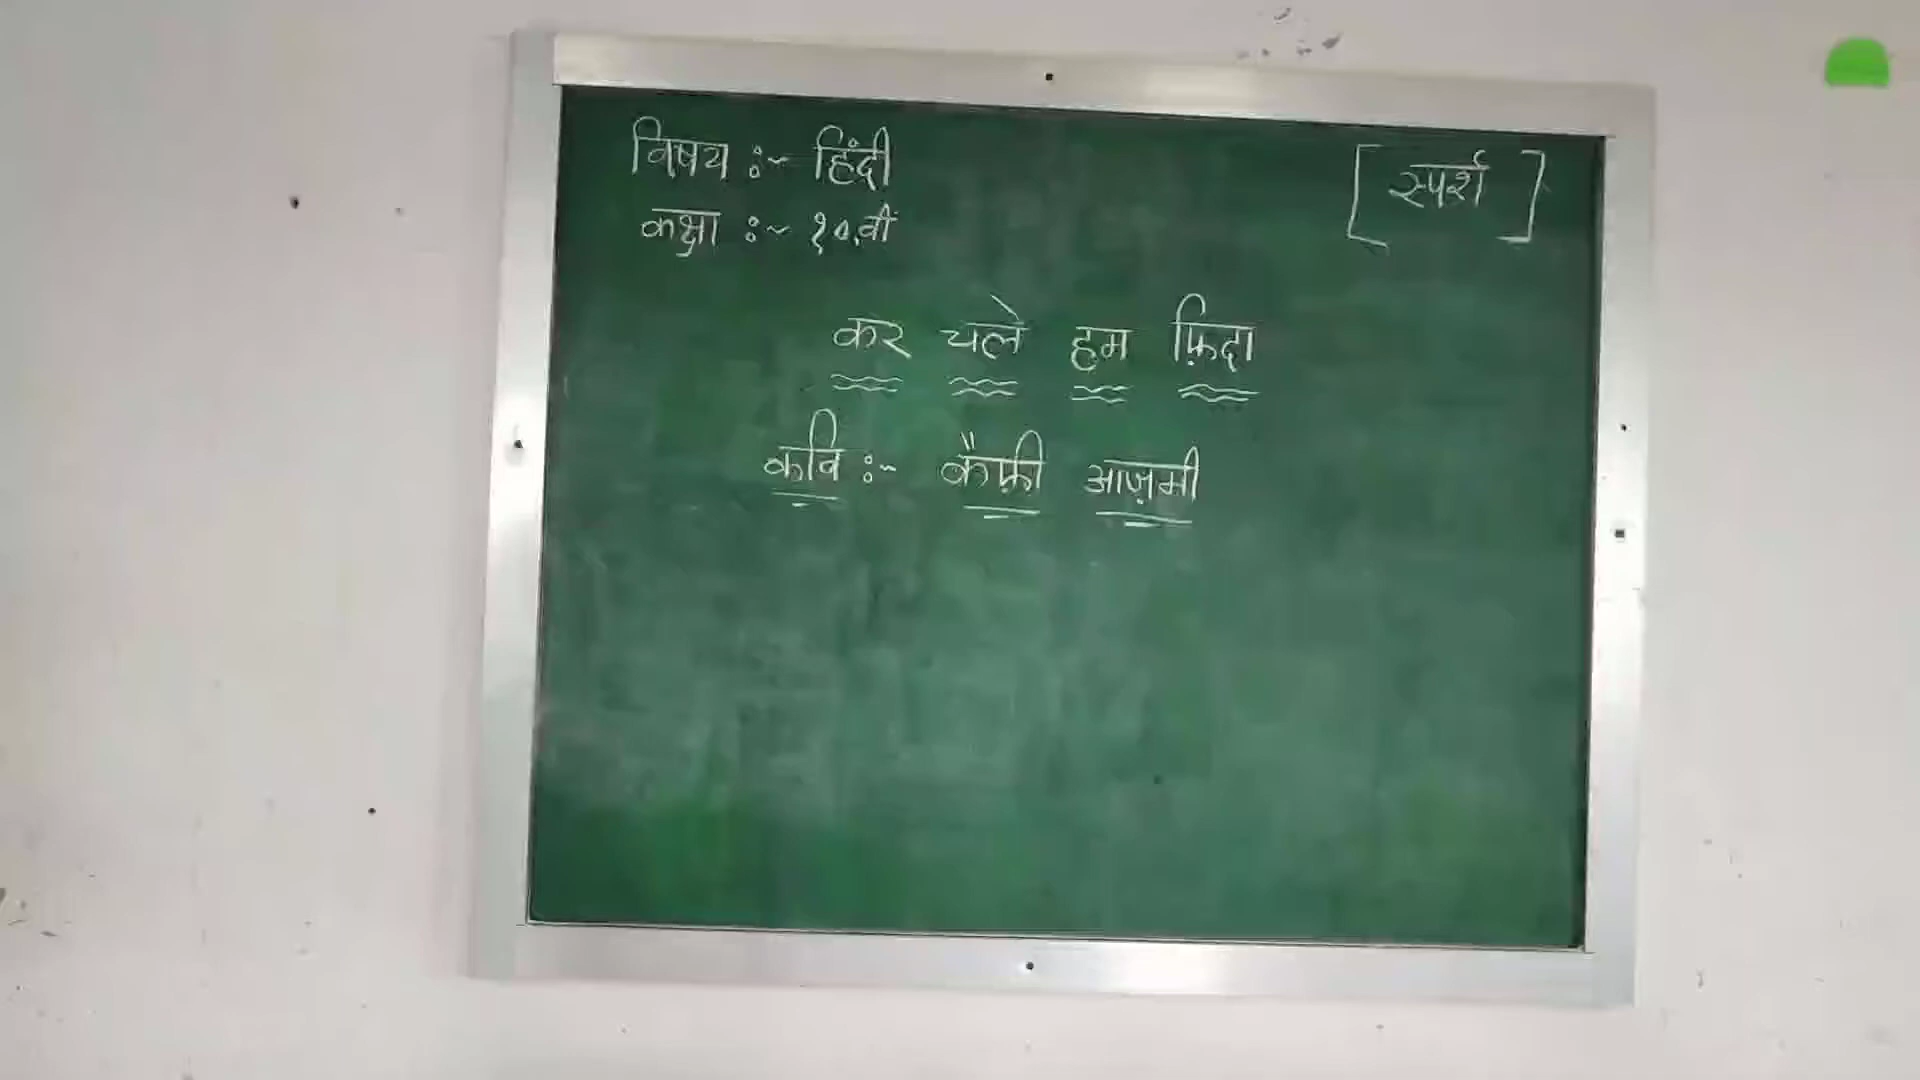 विषय :- हिंदी
[ स्पर्श ]
कक्षा :- १०.वीं
कर चले हम फ़िदा
कवि :- कैफ़ी आज़मी